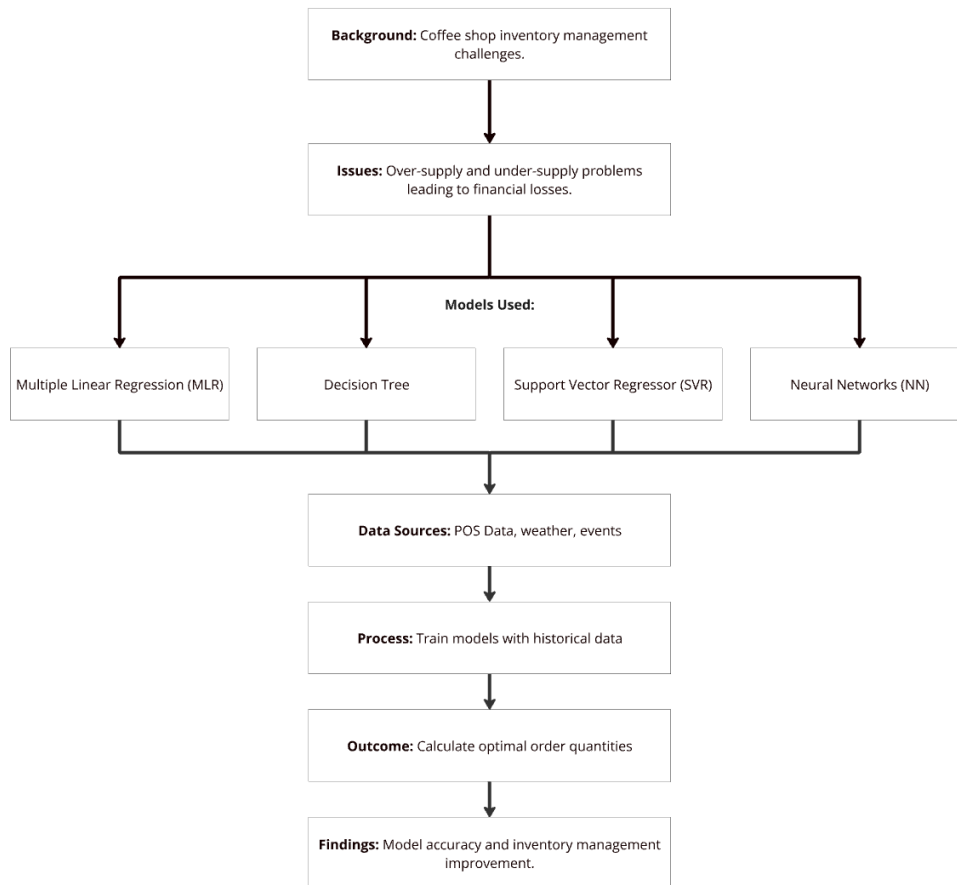 Background: Coffee shop inventory management
challenges.
Issues: Over-supply and under-supply problems
leading to financial losses.
Models Used:
Multiple Linear Regression (MLR)
Decision Tree
Support Vector Regressor (SVR)
Neural Networks (NN)
Data Sources: POS Data, weather, events
Process: Train models with historical data
Outcome: Calculate optimal order quantities
Findings: Model accuracy and inventory management
improvement.